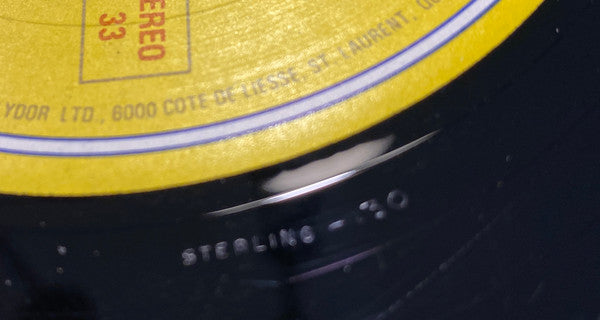 STEREO
33
YDOR LTD., 6000 COTE DE LIESSE, ST. LAURENT,
STERLING